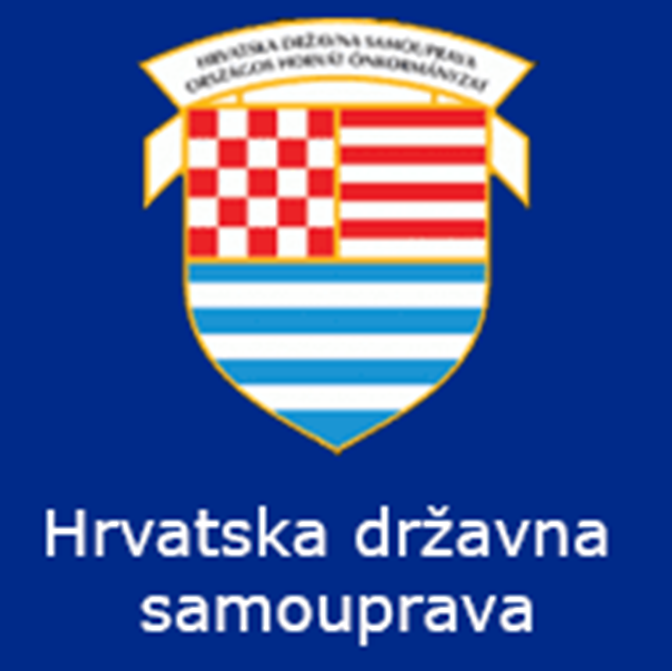 HRVATSKA DRŽAVNA SAMOUPRAVA
ORSZÁGOS HORVÁT ÖNKORMÁNYZAT
Hrvatska državna
samouprava